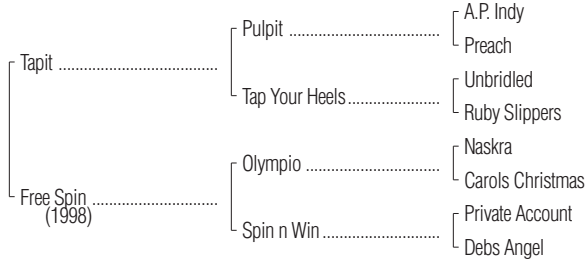 A.P. Indy
Pulpit ........................................
Preach
Tapit ...........................................
Unbridled
Tap Your Heels........................
Ruby Slippers
Naskra
Olympio ...................................
Carols Christmas
Free Spin .................................
(1998)
Private Account
Spin n Win ...............................
Debs Angel